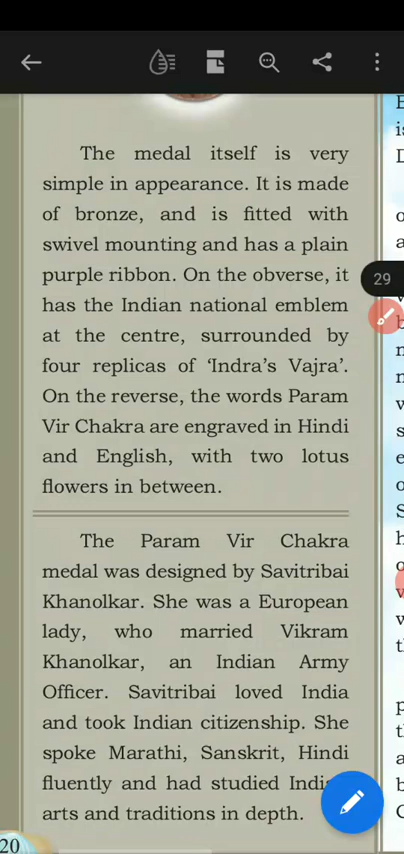 The medal itself is very
simple in appearance. It is made
of bronze, and is fitted with
swivel mounting and has a plain
purple ribbon. On the obverse, it
has the Indian national emblem
at the centre, surrounded by
four replicas of ‘Indra’s Vajra’.
On the reverse, the words Param
Vir Chakra are engraved in Hindi
and English, with two lotus
flowers in between.
The Param Vir Chakra
medal was designed by Savitribai
Khanolkar. She was a European
lady, who married Vikram
Khanolkar, an Indian Army
Officer. Savitribai loved India
and took Indian citizenship. She
spoke Marathi, Sanskrit, Hindi
fluently and had studied
arts and traditions in depth.
20
29